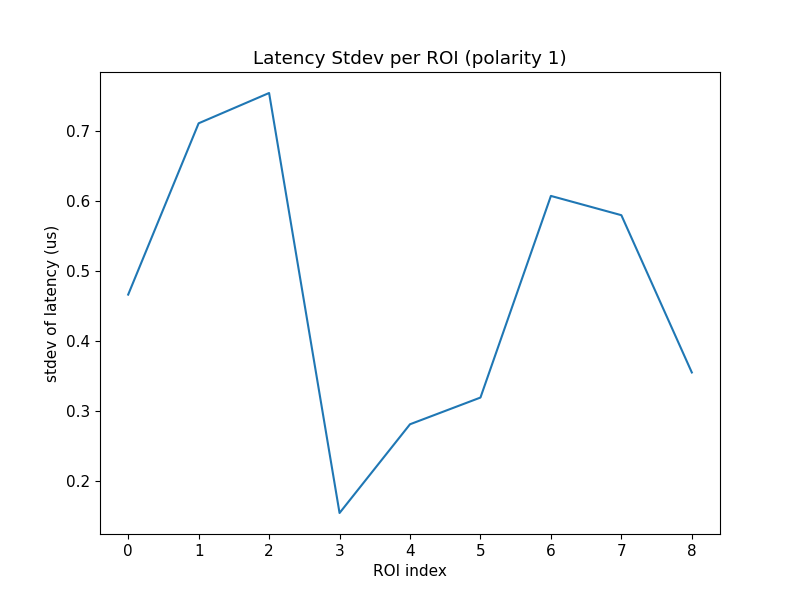 Latency Stdev per ROI (polarity 1)
stdev of latency (us)
0.7
0.6
0.5
0.4
0.3
0.2
0 1 2 3 4 5 6 7 8
ROI index